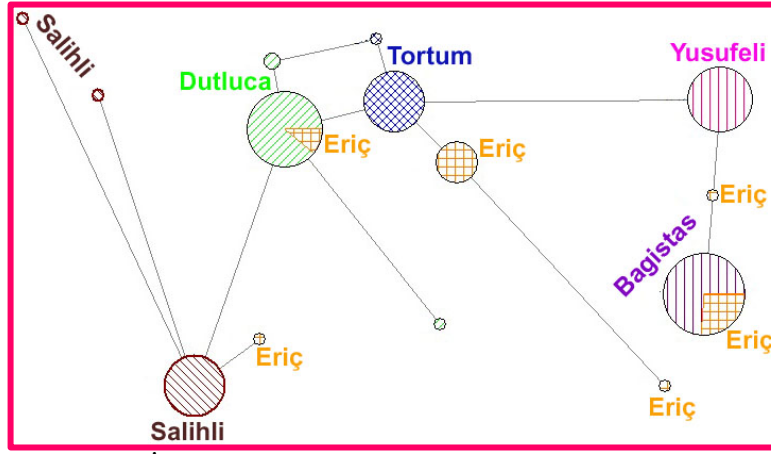 Salihli
Dutluca
Tortum
Yusufeli
Eriç
Eriç
Eriç
Bagistas
Eriç
Eriç
Eriç
Salihli